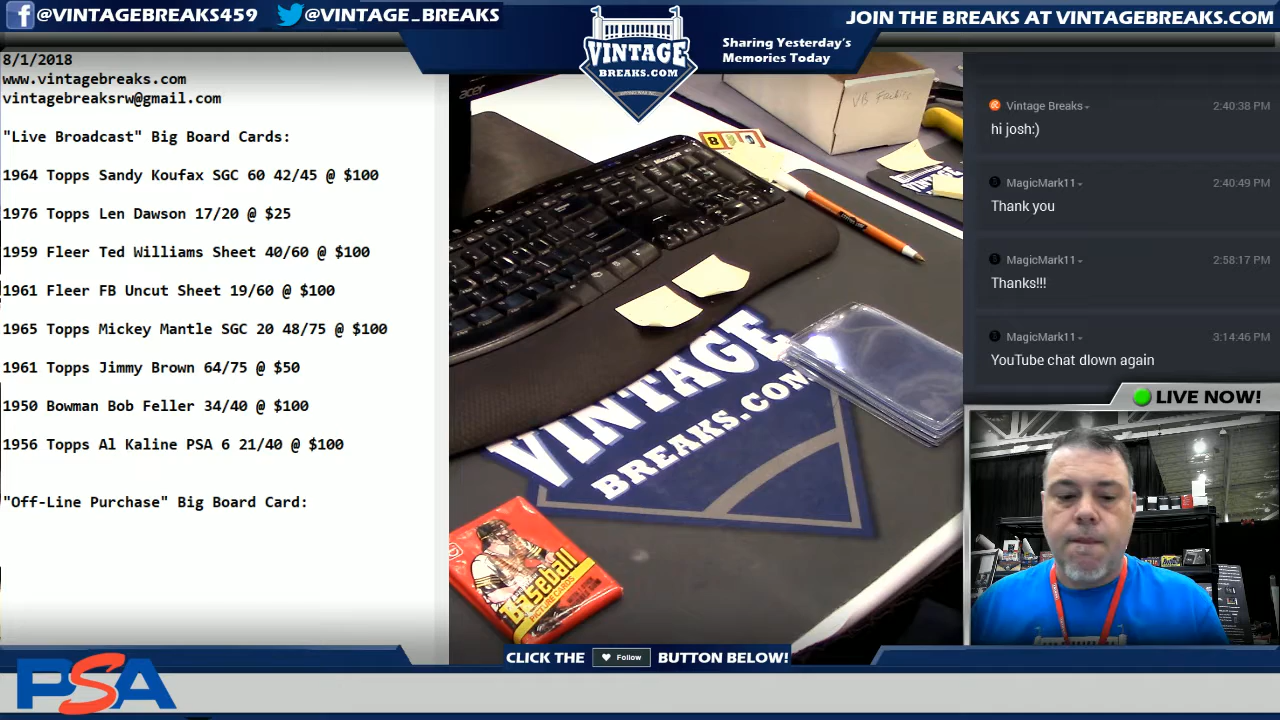 @VINTAGEBREAKS459 @VINTAGE_BREAKS
VINTAGE
BREAKS.COM
Sharing Yesterday's
Memories Today
JOIN THE BREAKS AT VINTAGEBREAKS.COM
8/1/2018
www.vintagebreaks.com
vintagebreaksrw@gmail.com
"Live Broadcast" Big Board Cards:
1964 Topps Sandy Koufax SGC 60 42/45 @ $100
1976 Topps Len Dawson 17/20 @ $25
1959 Fleer Ted Williams Sheet 40/60 @ $100
1961 Fleer FB Uncut Sheet 19/60 @ $100
1965 Topps Mickey Mantle SGC 20 48/75 @ $100
1961 Topps Jimmy Brown 64/75 @ $50
1950 Bowman Bob Feller 34/40 @ $100
1956 Topps Al Kaline PSA 6 21/40 @ $100
"Off-Line Purchase" Big Board Card:
acer
VB
Microsoft
VINTAGE
BREAKS.COM
baseball
PICTURE CARDS
Vintage Breaks 2:40:38 PM
hi josh:)
MagicMark11 2:40:49 PM
Thank you
MagicMark11 2:58:17 PM
Thanks!!!
MagicMark11 3:14:46 PM
YouTube chat dlown again
LIVE NOW!
CLICK THE Follow BUTTON BELOW!
PSA